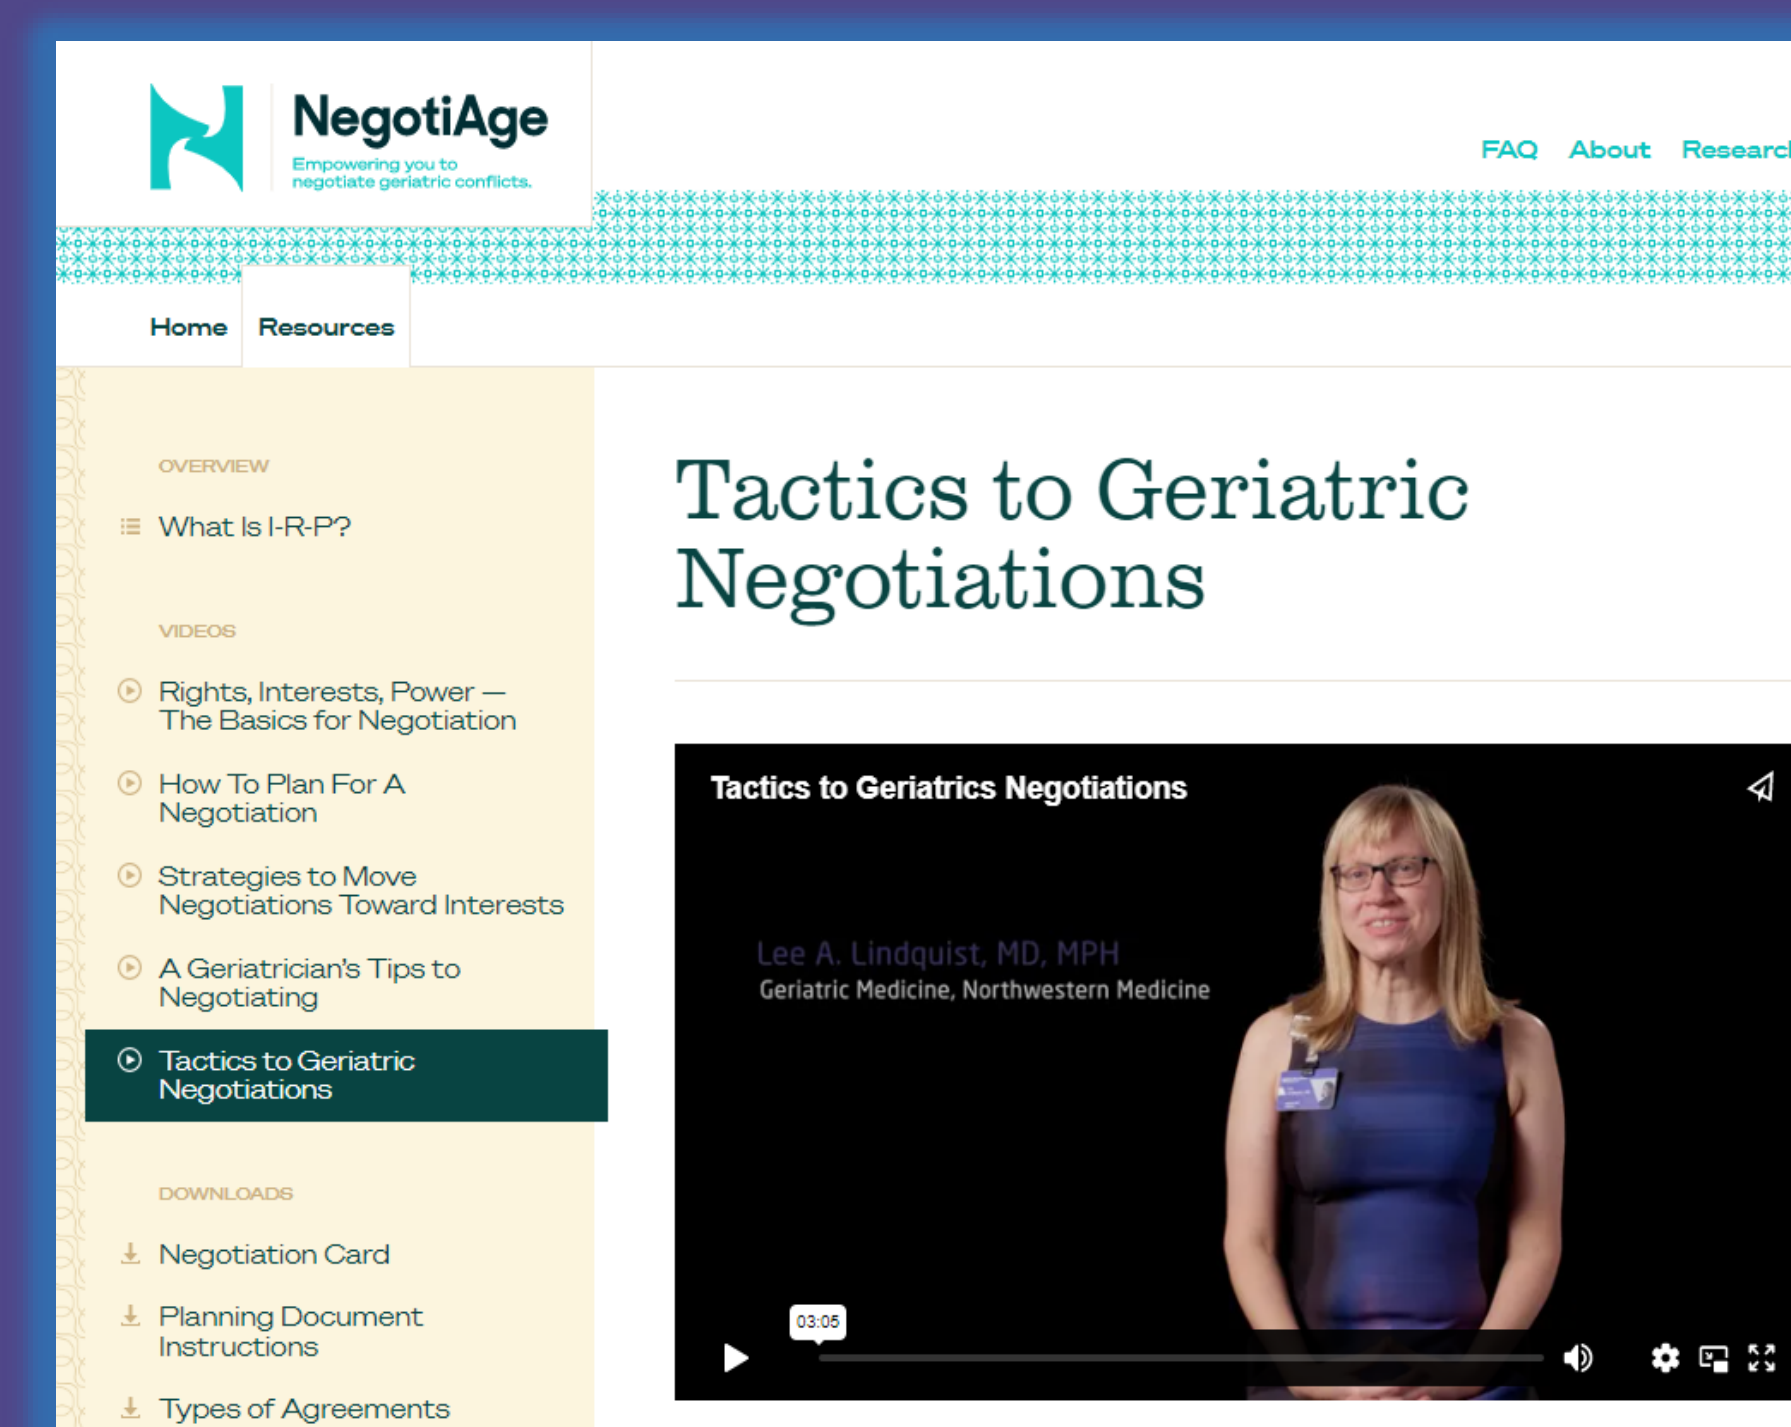 NegotiAge
Empowering you to
negotiate geriatric conflicts.
FAQ About Research
Home Resources
OVERVIEW
What Is I-R-P?
VIDEOS
Rights, Interests, Power —
The Basics for Negotiation
How To Plan For A
Negotiation
Strategies to Move
Negotiations Toward Interests
A Geriatrician's Tips to
Negotiating
Tactics to Geriatric
Negotiations
DOWNLOADS
Negotiation Card
Planning Document
Instructions
Types of Agreements
Tactics to Geriatric
Negotiations
Tactics to Geriatrics Negotiations
Lee A. Lindquist, MD, MPH
Geriatric Medicine, Northwestern Medicine
03:05